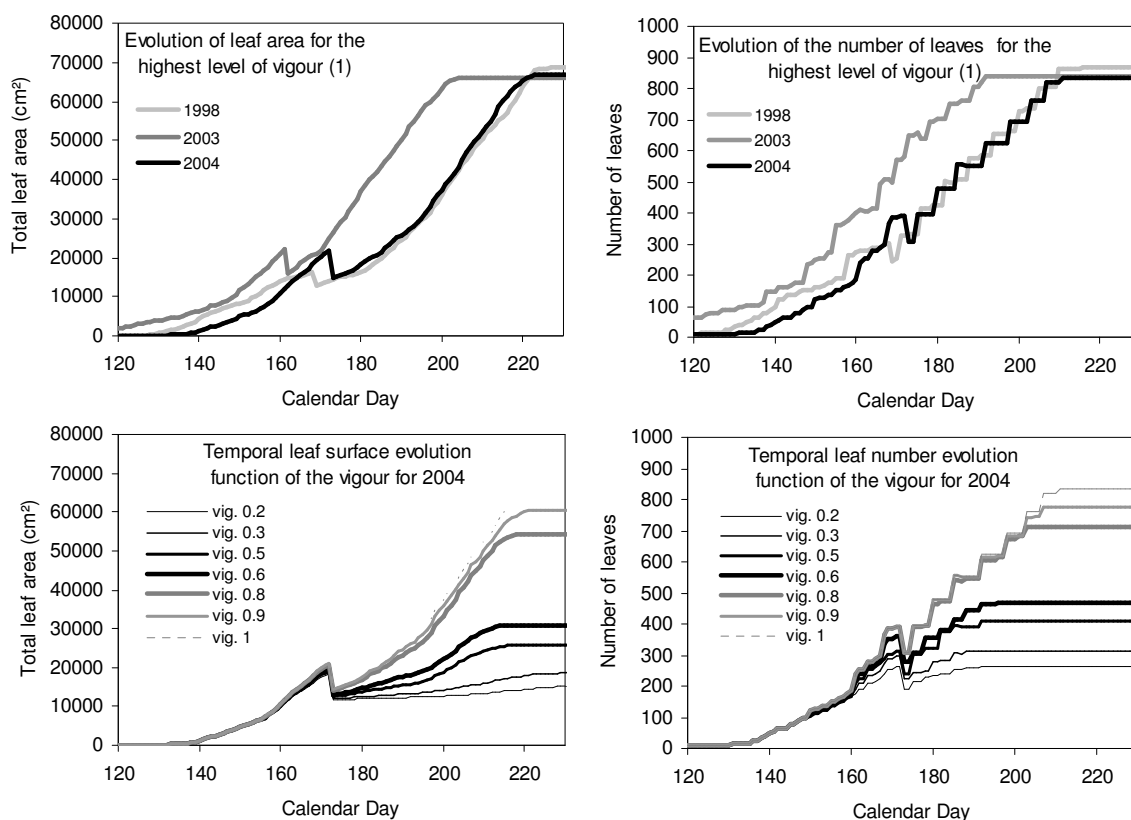 Evolution of leaf area for the
highest level of vigour (1)
1998
2003
2004
Total leaf area (cm²)
80000
70000
60000
50000
40000
30000
20000
10000
0
120 140 160 180 200 220
Calendar Day
Evolution of the number of leaves for the
highest level of vigour (1)
1998
2003
2004
Number of leaves
1000
900
800
700
600
500
400
300
200
100
0
120 140 160 180 200 220
Calendar Day
Temporal leaf surface evolution
function of the vigour for 2004
vig. 0.2
vig. 0.3
vig. 0.5
vig. 0.6
vig. 0.8
vig. 0.9
vig. 1
Total leaf area (cm²)
80000
70000
60000
50000
40000
30000
20000
10000
0
120 140 160 180 200 220
Calendar Day
Temporal leaf number evolution
function of the vigour for 2004
vig. 0.2
vig. 0.3
vig. 0.5
vig. 0.6
vig. 0.8
vig. 0.9
vig. 1
Number of leaves
1000
900
800
700
600
500
400
300
200
100
0
120 140 160 180 200 220
Calendar Day